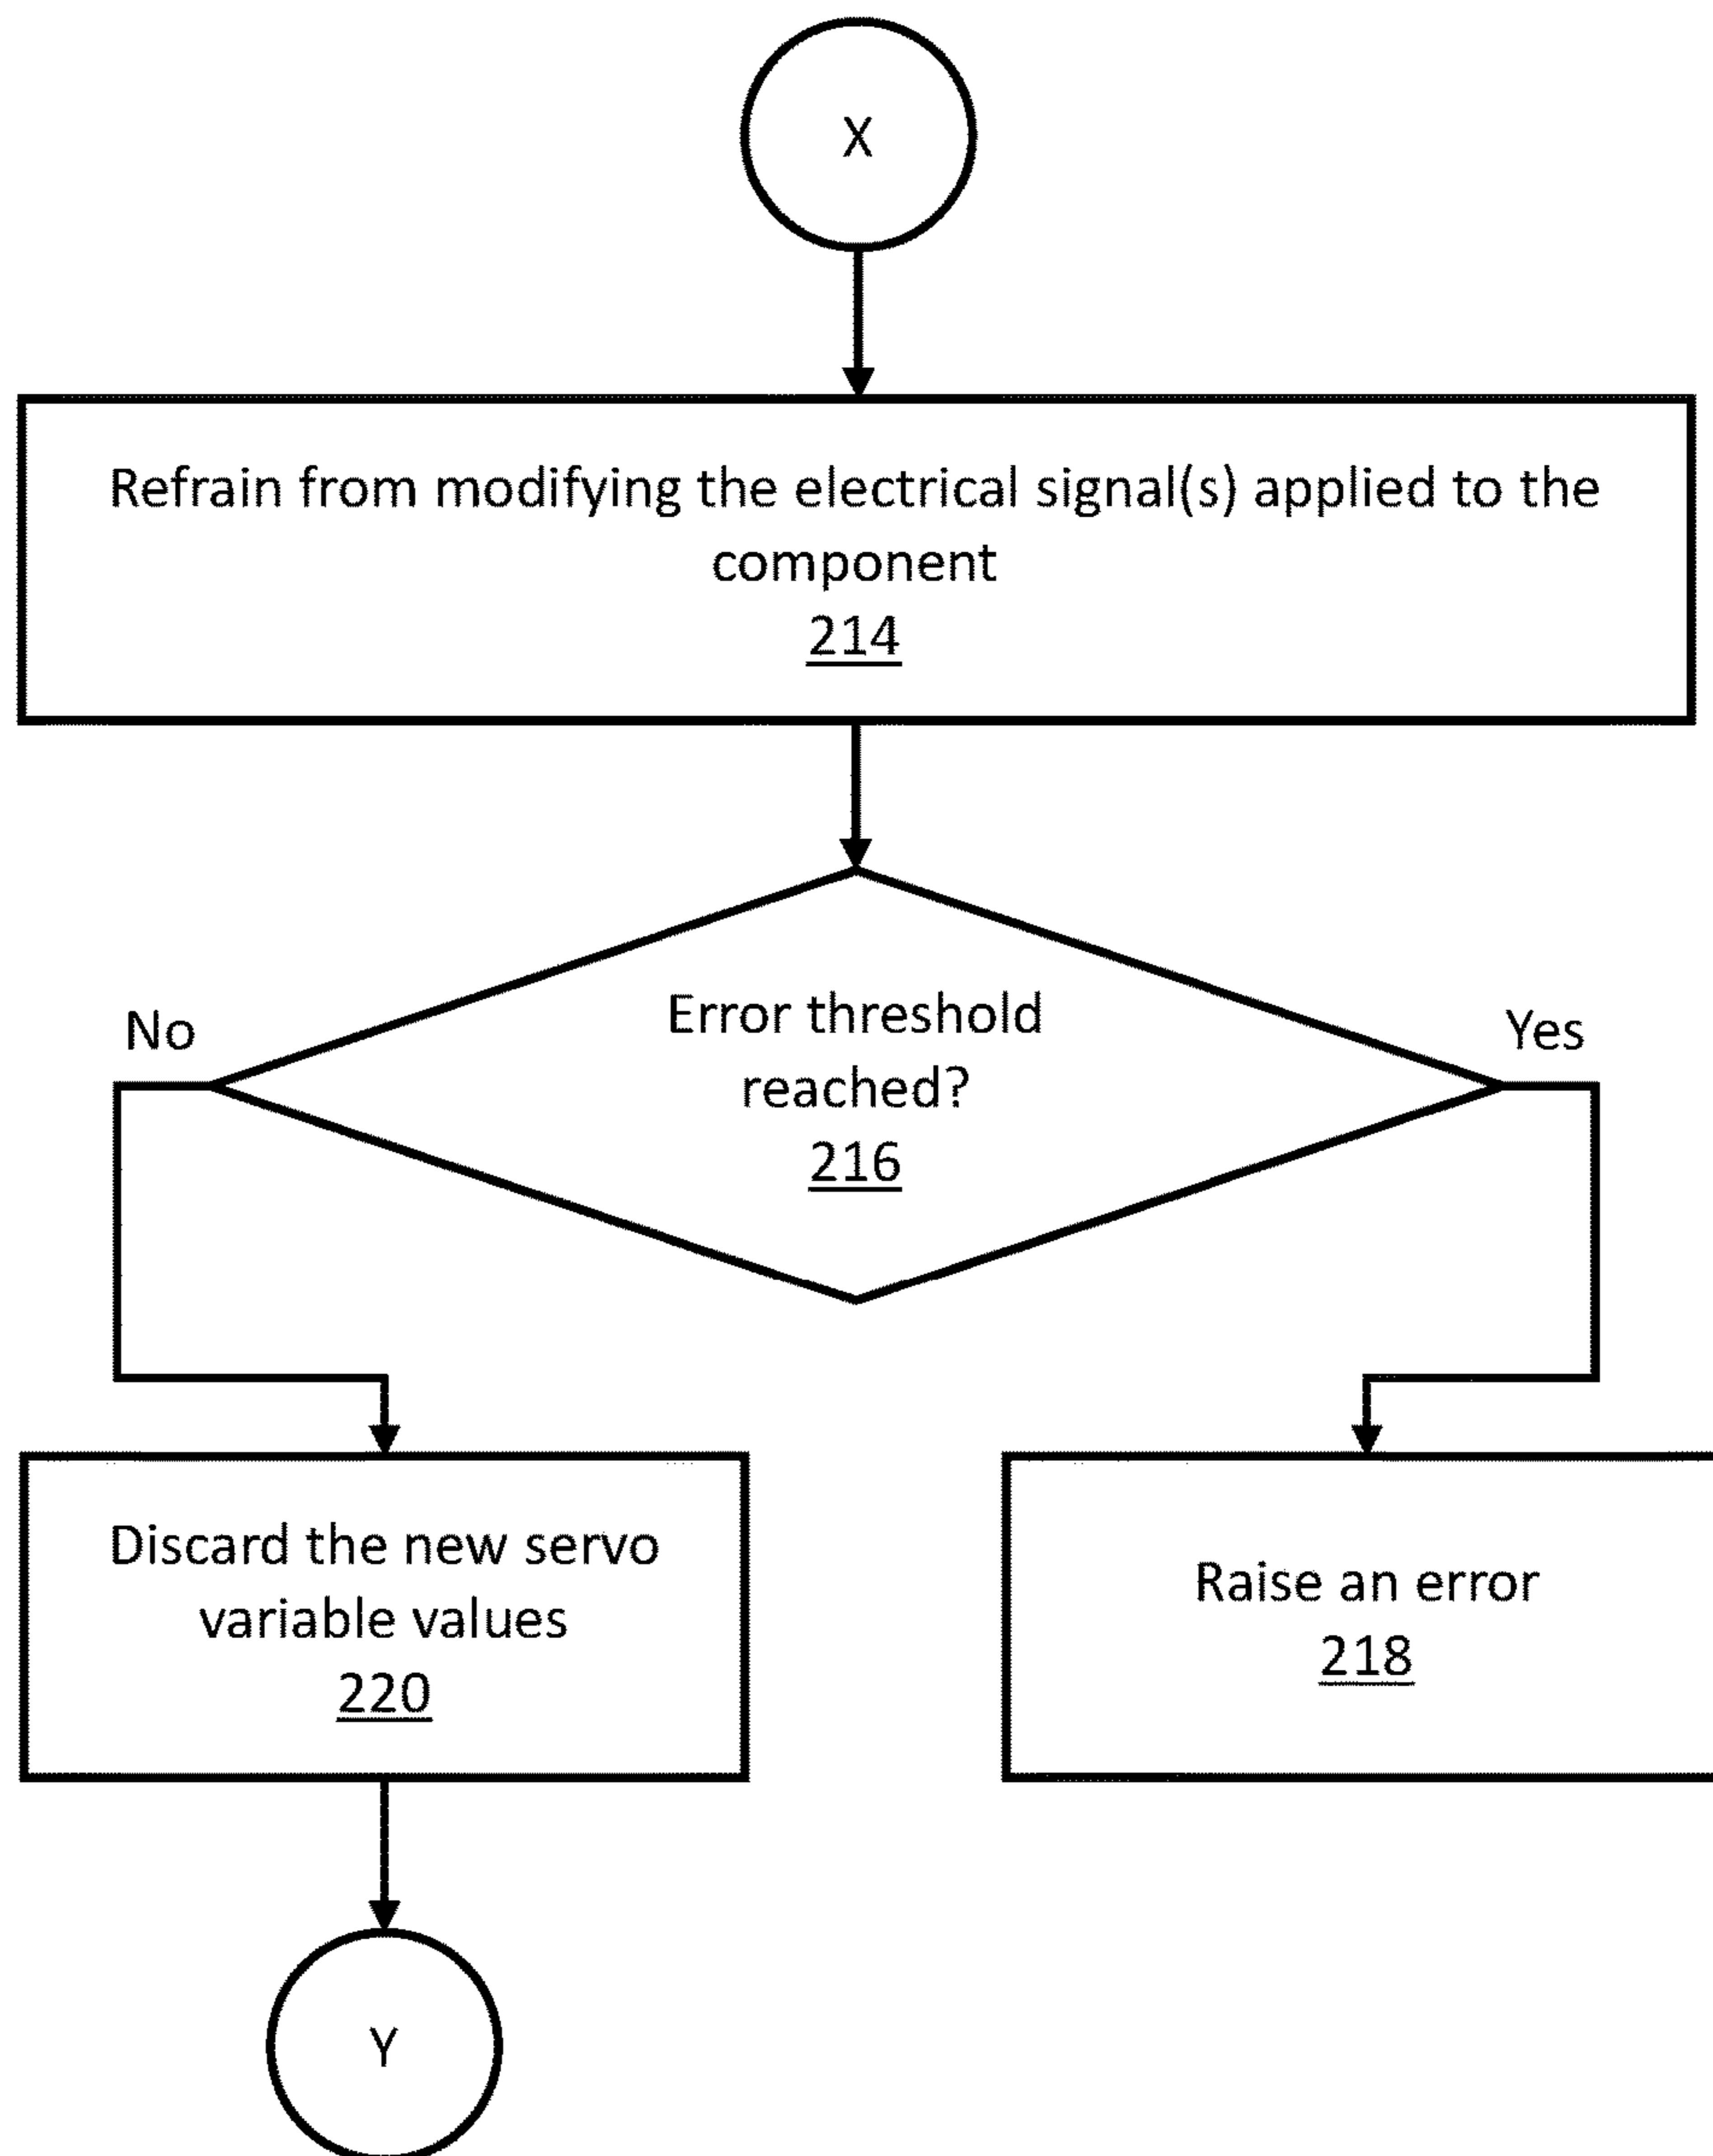 X
Refrain from modifying the electrical signal(s) applied to the
component
214
Error threshold
reached?
216
No
Yes
Discard the new servo
variable values
220
Raise an error
218
Y